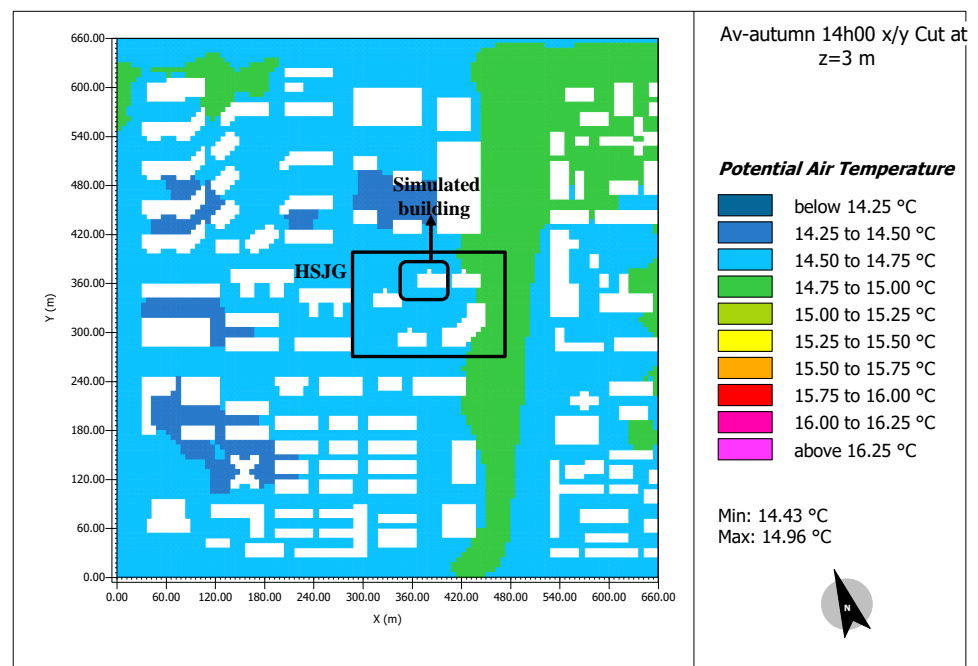 Av-autumn 14h00 x/y Cut at
z=3 m
660.00
600.00
540.00
480.00
420.00
360.00
300.00
240.00
180.00
120.00
60.00
0.00
Y (m)
Simulated
building
HSJG
0.00 60.00 120.00 180.00 240.00 300.00 360.00 420.00 480.00 540.00 600.00 660.00
X (m)
Potential Air Temperature
below 14.25 °C
14.25 to 14.50 °C
14.50 to 14.75 °C
14.75 to 15.00 °C
15.00 to 15.25 °C
15.25 to 15.50 °C
15.50 to 15.75 °C
15.75 to 16.00 °C
16.00 to 16.25 °C
above 16.25 °C
Min: 14.43 °C
Max: 14.96 °C
N